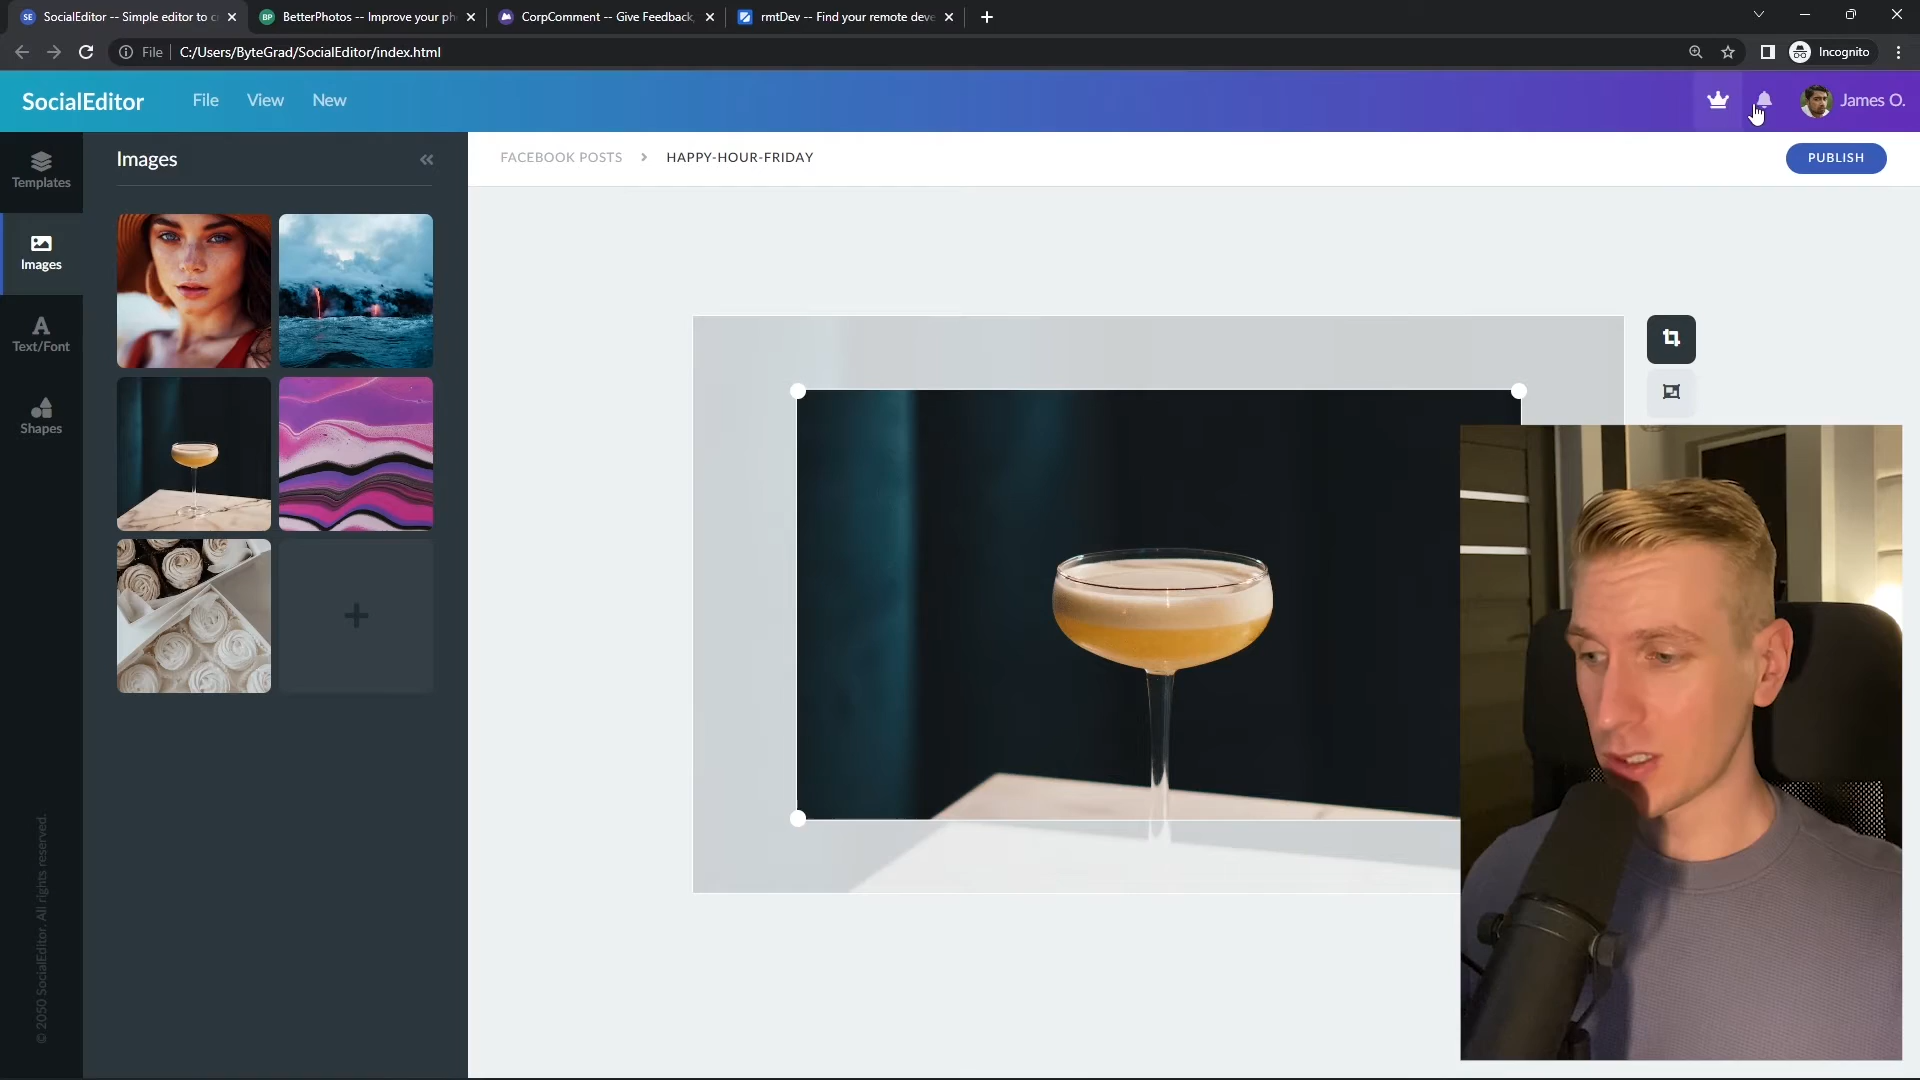 SocialEditor -- Simple editor to c
BetterPhotos -- Improve your ph
CorpComment -- Give Feedback,
rmtDev -- Find your remote deve
File
C:/Users/ByteGrad/SocialEditor/index.html
Incognito
SocialEditor
File
View
New
James O.
Templates
Images
Text/Font
Shapes
© 2050 SocialEditor. All rights reserved.
Images
FACEBOOK POSTS
HAPPY-HOUR-FRIDAY
PUBLISH
SE
BP